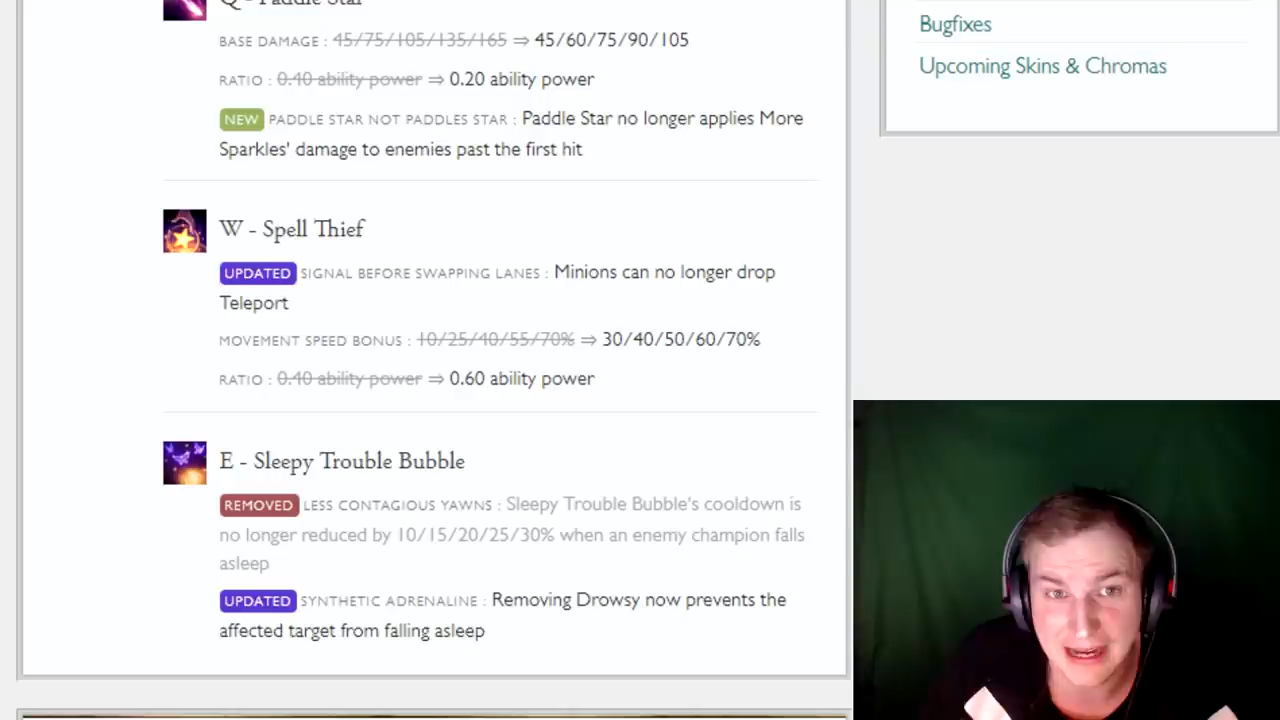 Q - Paddle Star
BASE DAMAGE : 45/75/105/135/165 ⇒ 45/60/75/90/105
RATIO : 0.40 ability power ⇒ 0.20 ability power
NEW PADDLE STAR NOT PADDLES STAR : Paddle Star no longer applies More
Sparkles' damage to enemies past the first hit
W - Spell Thief
UPDATED SIGNAL BEFORE SWAPPING LANES : Minions can no longer drop
Teleport
MOVEMENT SPEED BONUS : 10/25/40/55/70% ⇒ 30/40/50/60/70%
RATIO : 0.40 ability power ⇒ 0.60 ability power
E - Sleepy Trouble Bubble
REMOVED LESS CONTAGIOUS YAWNS : Sleepy Trouble Bubble's cooldown is
no longer reduced by 10/15/20/25/30% when an enemy champion falls
asleep
UPDATED SYNTHETIC ADRENALINE : Removing Drowsy now prevents the
affected target from falling asleep
Bugfixes
Upcoming Skins & Chromas